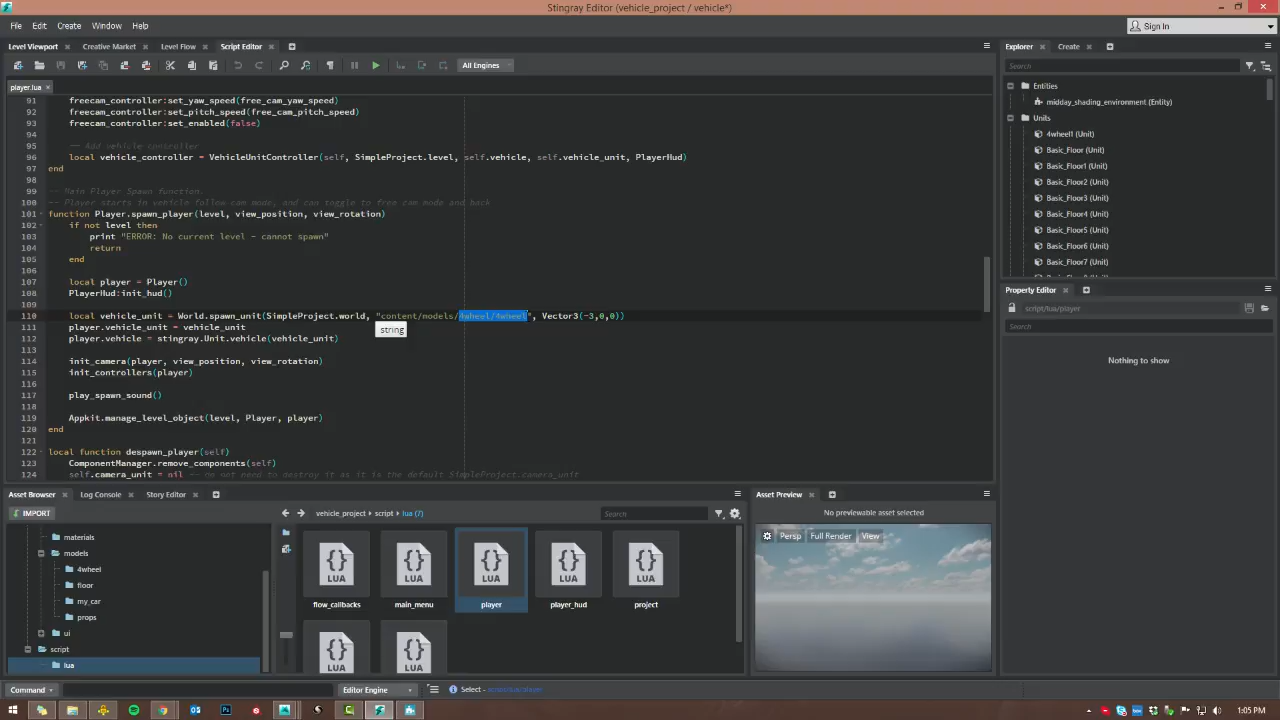 Stingray Editor (vehicle_project / vehicle*)
File Edit Create Window Help
Sign In
Level Viewport Creative Market Level Flow Script Editor
Explorer Create
All Engines
Search
player.lua
Entities
midday_shading_environment (Entity)
Units
4wheel1 (Unit)
Basic_Floor (Unit)
Basic_Floor1 (Unit)
Basic_Floor2 (Unit)
Basic_Floor3 (Unit)
Basic_Floor4 (Unit)
Basic_Floor5 (Unit)
Basic_Floor6 (Unit)
Basic_Floor7 (Unit)
91 freecam_controller:set_yaw_speed(free_cam_yaw_speed)
92 freecam_controller:set_pitch_speed(free_cam_pitch_speed)
93 freecam_controller:set_enabled(false)
94
95 -- Add vehicle controller
96 local vehicle_controller = VehicleUnitController(self, SimpleProject.level, self.vehicle, self.vehicle_unit, PlayerHud)
97 end
98
99 -- Main Player Spawn function.
100 -- Player starts in vehicle follow cam mode, and can toggle to free cam mode and back
101 function Player.spawn_player(level, view_position, view_rotation)
102 if not level then
103 print "ERROR: No current level - cannot spawn"
104 return
105 end
106
107 local player = Player()
108 PlayerHud:init_hud()
109
110 local vehicle_unit = World.spawn_unit(SimpleProject.world, "content/models/4wheel/4wheel", Vector3(-3,0,0))
string
111 player.vehicle_unit = vehicle_unit
112 player.vehicle = stingray.Unit.vehicle(vehicle_unit)
113
114 init_camera(player, view_position, view_rotation)
115 init_controllers(player)
116
117 play_spawn_sound()
118
119 Appkit.manage_level_object(level, Player, player)
120 end
121
122 local function despawn_player(self)
123 ComponentManager.remove_components(self)
124 self.camera_unit = nil -- do not need to destroy it as it is the default SimpleProject.camera_unit
Property Editor
script/lua/player
Search
Nothing to show
Asset Browser Log Console Story Editor
Asset Preview
IMPORT
vehicle_project script lua (7)
Search
No previewable asset selected
materials
models
4wheel
floor
my_car
props
ui
script
lua
LUA LUA LUA LUA LUA
flow_callbacks main_menu player player_hud project
LUA LUA
Persp Full Render View
Command
Editor Engine
Select - script/lua/player
1:05 PM